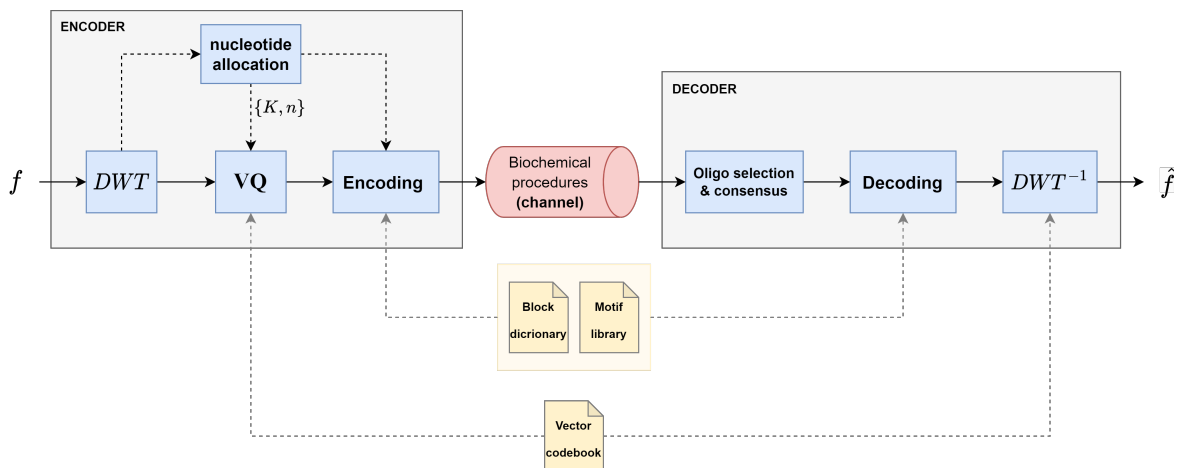 ENCODER
nucleotide
allocation
{K, n}
f
DWT
VQ
Encoding
Biochemical
procedures
(channel)
DECODER
Oligo selection
& consensus
Decoding
DWT⁻¹
f̂
Block
dicrionary
Motif
library
Vector
codebook